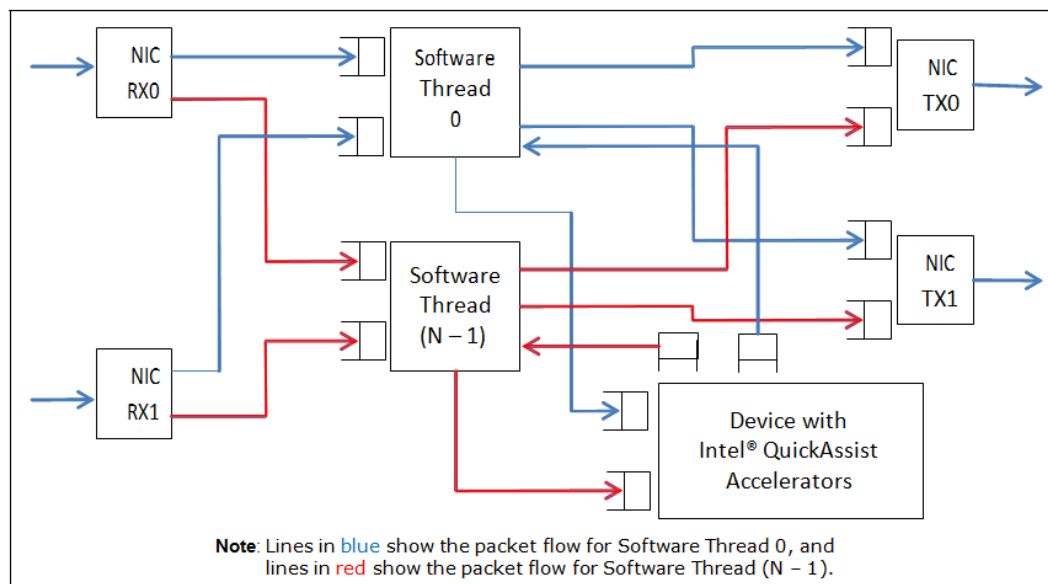 NIC
RX0
Software
Thread
0
NIC
TX0
Software
Thread
(N – 1)
NIC
TX1
NIC
RX1
Device with
Intel® QuickAssist
Accelerators
Note: Lines in blue show the packet flow for Software Thread 0, and
lines in red show the packet flow for Software Thread (N – 1).